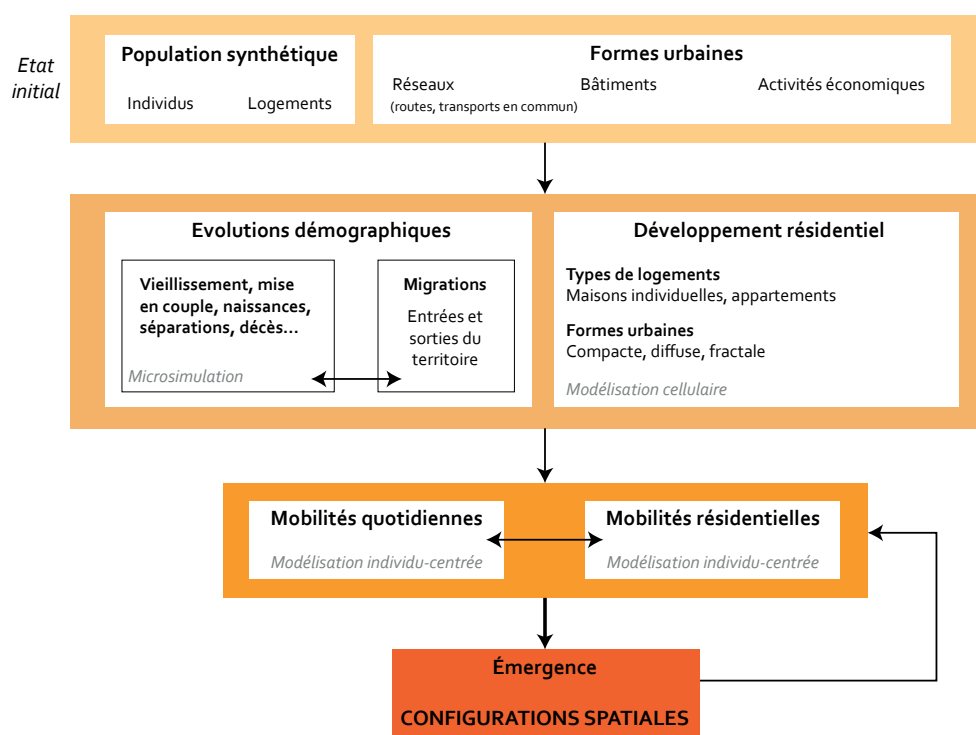 Etat
initial
Population synthétique
Individus
Logements
Formes urbaines
Réseaux
(routes, transports en commun)
Bâtiments
Activités économiques
Evolutions démographiques
Vieillissement, mise
en couple, naissances,
séparations, décès...
Microsimulation
Migrations
Entrées et
sorties du
territoire
Développement résidentiel
Types de logements
Maisons individuelles, appartements
Formes urbaines
Compacte, diffuse, fractale
Modélisation cellulaire
Mobilités quotidiennes
Modélisation individu-centrée
Mobilités résidentielles
Modélisation individu-centrée
Émergence
CONFIGURATIONS SPATIALES